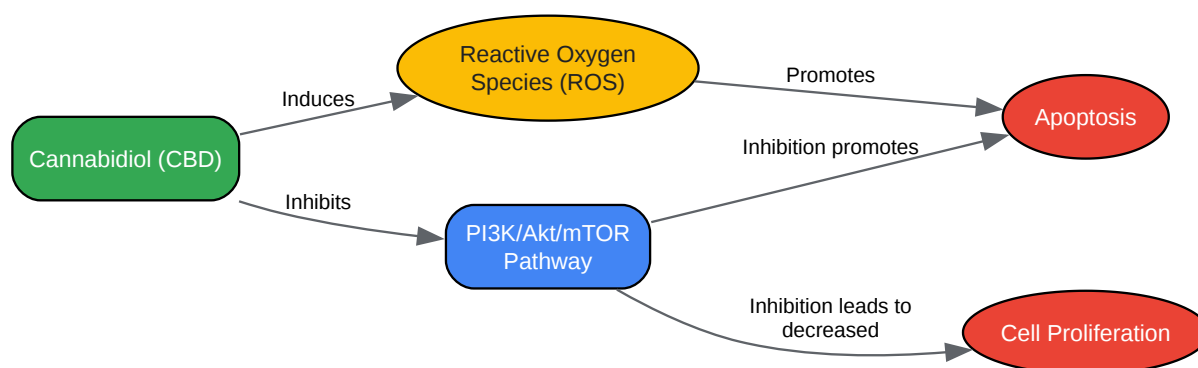 Reactive Oxygen
Species (ROS)
Promotes
Induces
Apoptosis
Cannabidiol (CBD)
Inhibition promotes
Inhibits
PI3K/Akt/mTOR
Pathway
Inhibition leads to
decreased
Cell Proliferation